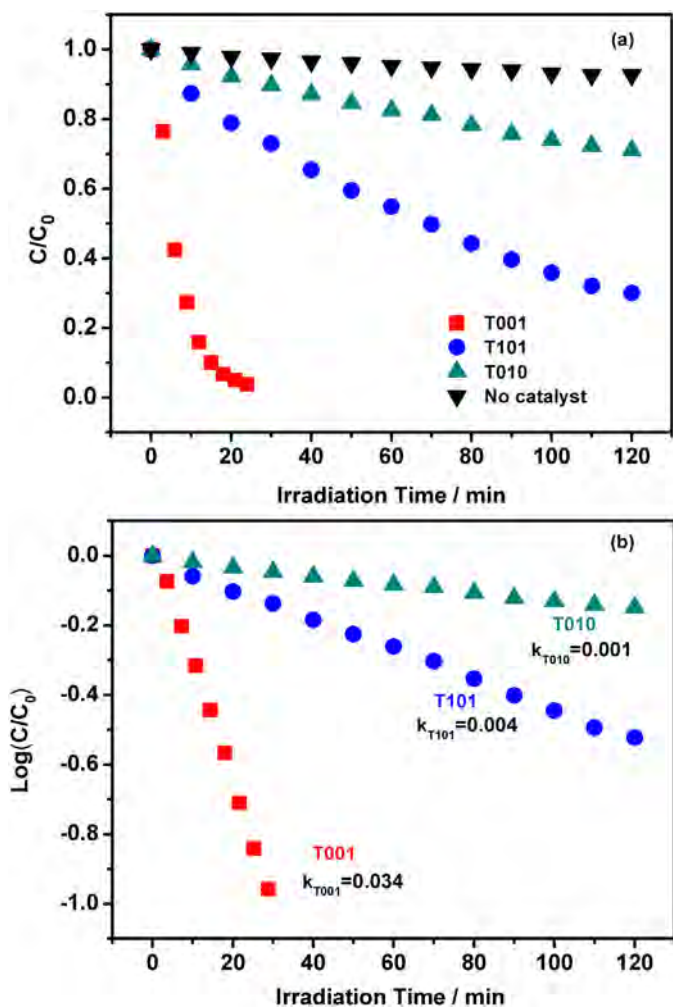 (a)
1.0
0.8
0.6
0.4
0.2
0.0
C/C₀
T001
T101
T010
No catalyst
0 20 40 60 80 100 120
Irradiation Time / min
(b)
0.0
-0.2
-0.4
-0.6
-0.8
-1.0
Log(C/C₀)
T010
k_T010=0.001
T101
k_T101=0.004
T001
k_T001=0.034
0 20 40 60 80 100 120
Irradiation Time / min